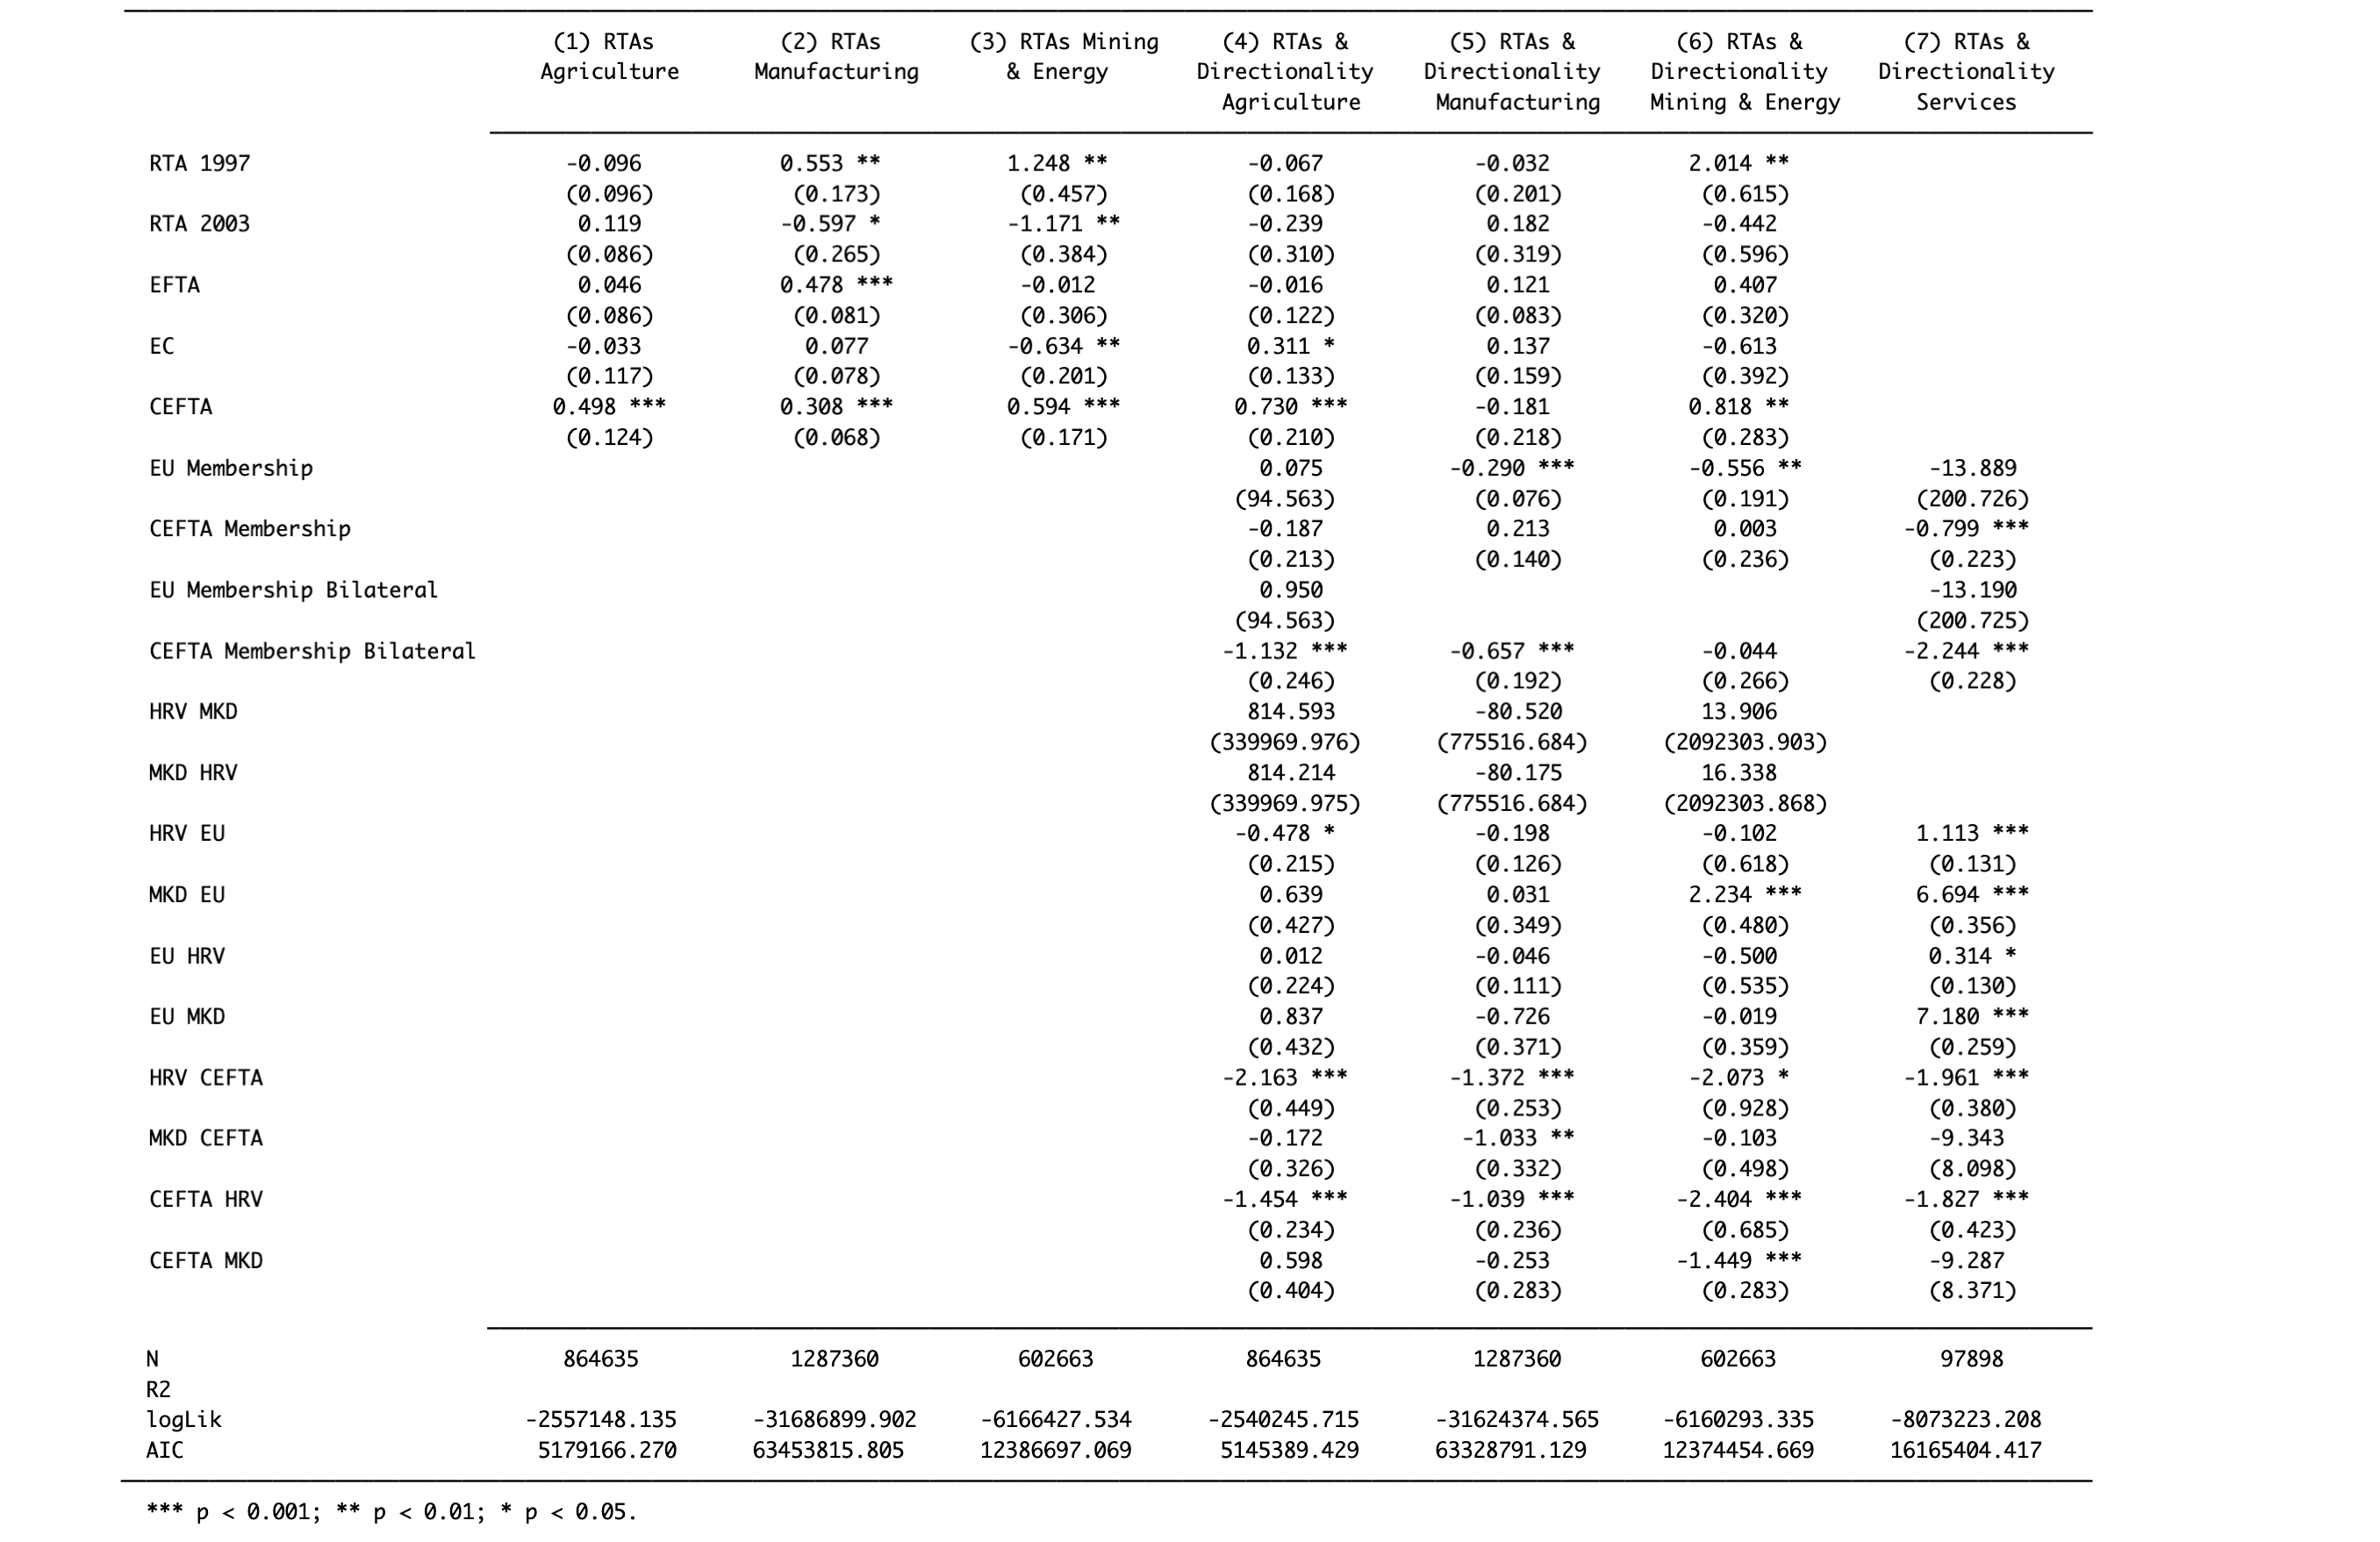 (1) RTAs (2) RTAs (3) RTAs Mining (4) RTAs & (5) RTAs & (6) RTAs & (7) RTAs &
Agriculture Manufacturing & Energy Directionality Directionality Directionality Directionality
Agriculture Manufacturing Mining & Energy Services
RTA 1997 -0.096 0.553 ** 1.248 ** -0.067 -0.032 2.014 **
(0.096) (0.173) (0.457) (0.168) (0.201) (0.615)
RTA 2003 0.119 -0.597 * -1.171 ** -0.239 0.182 -0.442
(0.086) (0.265) (0.384) (0.310) (0.319) (0.596)
EFTA 0.046 0.478 *** -0.012 -0.016 0.121 0.407
(0.086) (0.081) (0.306) (0.122) (0.083) (0.320)
EC -0.033 0.077 -0.634 ** 0.311 * 0.137 -0.613
(0.117) (0.078) (0.201) (0.133) (0.159) (0.392)
CEFTA 0.498 *** 0.308 *** 0.594 *** 0.730 *** -0.181 0.818 **
(0.124) (0.068) (0.171) (0.210) (0.218) (0.283)
EU Membership 0.075 -0.290 *** -0.556 ** -13.889
(94.563) (0.076) (0.191) (200.726)
CEFTA Membership -0.187 0.213 0.003 -0.799 ***
(0.213) (0.140) (0.236) (0.223)
EU Membership Bilateral 0.950 -13.190
(94.563) (200.725)
CEFTA Membership Bilateral -1.132 *** -0.657 *** -0.044 -2.244 ***
(0.246) (0.192) (0.266) (0.228)
HRV MKD 814.593 -80.520 13.906
(339969.976) (775516.684) (2092303.903)
MKD HRV 814.214 -80.175 16.338
(339969.975) (775516.684) (2092303.868)
HRV EU -0.478 * -0.198 -0.102 1.113 ***
(0.215) (0.126) (0.618) (0.131)
MKD EU 0.639 0.031 2.234 *** 6.694 ***
(0.427) (0.349) (0.480) (0.356)
EU HRV 0.012 -0.046 -0.500 0.314 *
(0.224) (0.111) (0.535) (0.130)
EU MKD 0.837 -0.726 -0.019 7.180 ***
(0.432) (0.371) (0.359) (0.259)
HRV CEFTA -2.163 *** -1.372 *** -2.073 * -1.961 ***
(0.449) (0.253) (0.928) (0.380)
MKD CEFTA -0.172 -1.033 ** -0.103 -9.343
(0.326) (0.332) (0.498) (8.098)
CEFTA HRV -1.454 *** -1.039 *** -2.404 *** -1.827 ***
(0.234) (0.236) (0.685) (0.423)
CEFTA MKD 0.598 -0.253 -1.449 *** -9.287
(0.404) (0.283) (0.283) (8.371)
N 864635 1287360 602663 864635 1287360 602663 97898
R2
logLik -2557148.135 -31686899.902 -6166427.534 -2540245.715 -31624374.565 -6160293.335 -8073223.208
AIC 5179166.270 63453815.805 12386697.069 5145389.429 63328791.129 12374454.669 16165404.417
*** p < 0.001; ** p < 0.01; * p < 0.05.